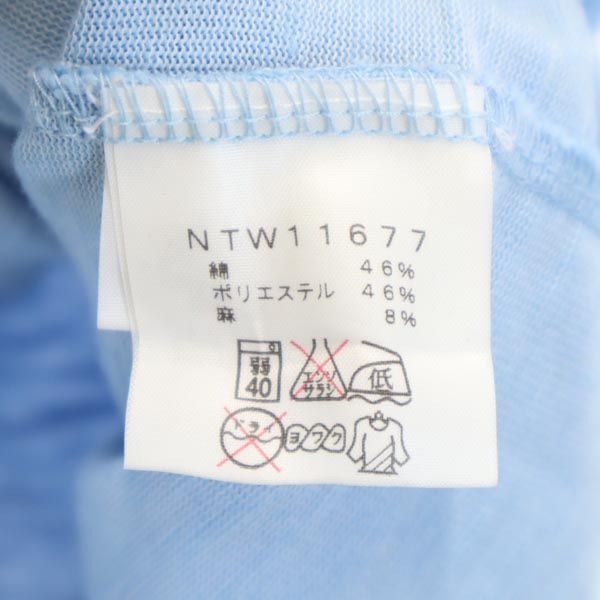 NTW11677
綿 46%
ポリエステル 46%
麻 8%
弱 40 エンソ サラシ 低
ドライ ヨワク